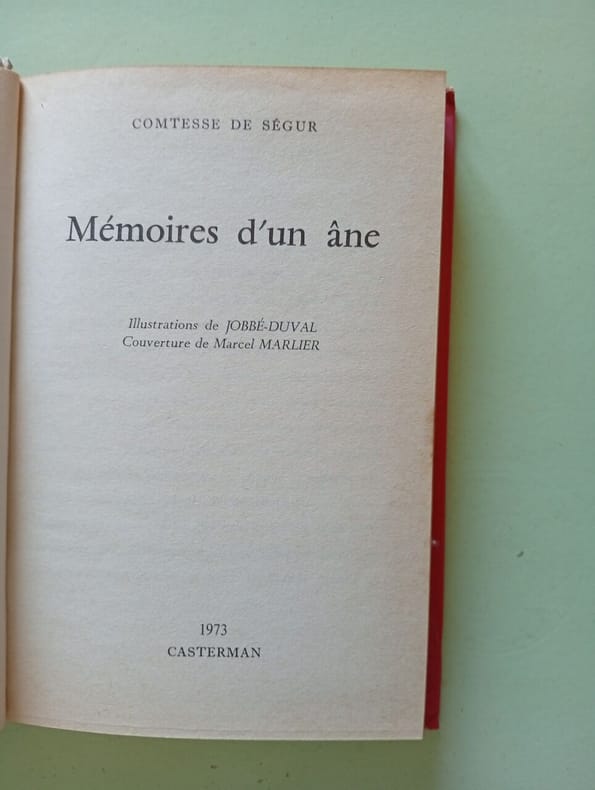 COMTESSE DE SÉGUR
Mémoires d'un âne
Illustrations de JOBBÉ-DUVAL
Couverture de Marcel MARLIER
1973
CASTERMAN